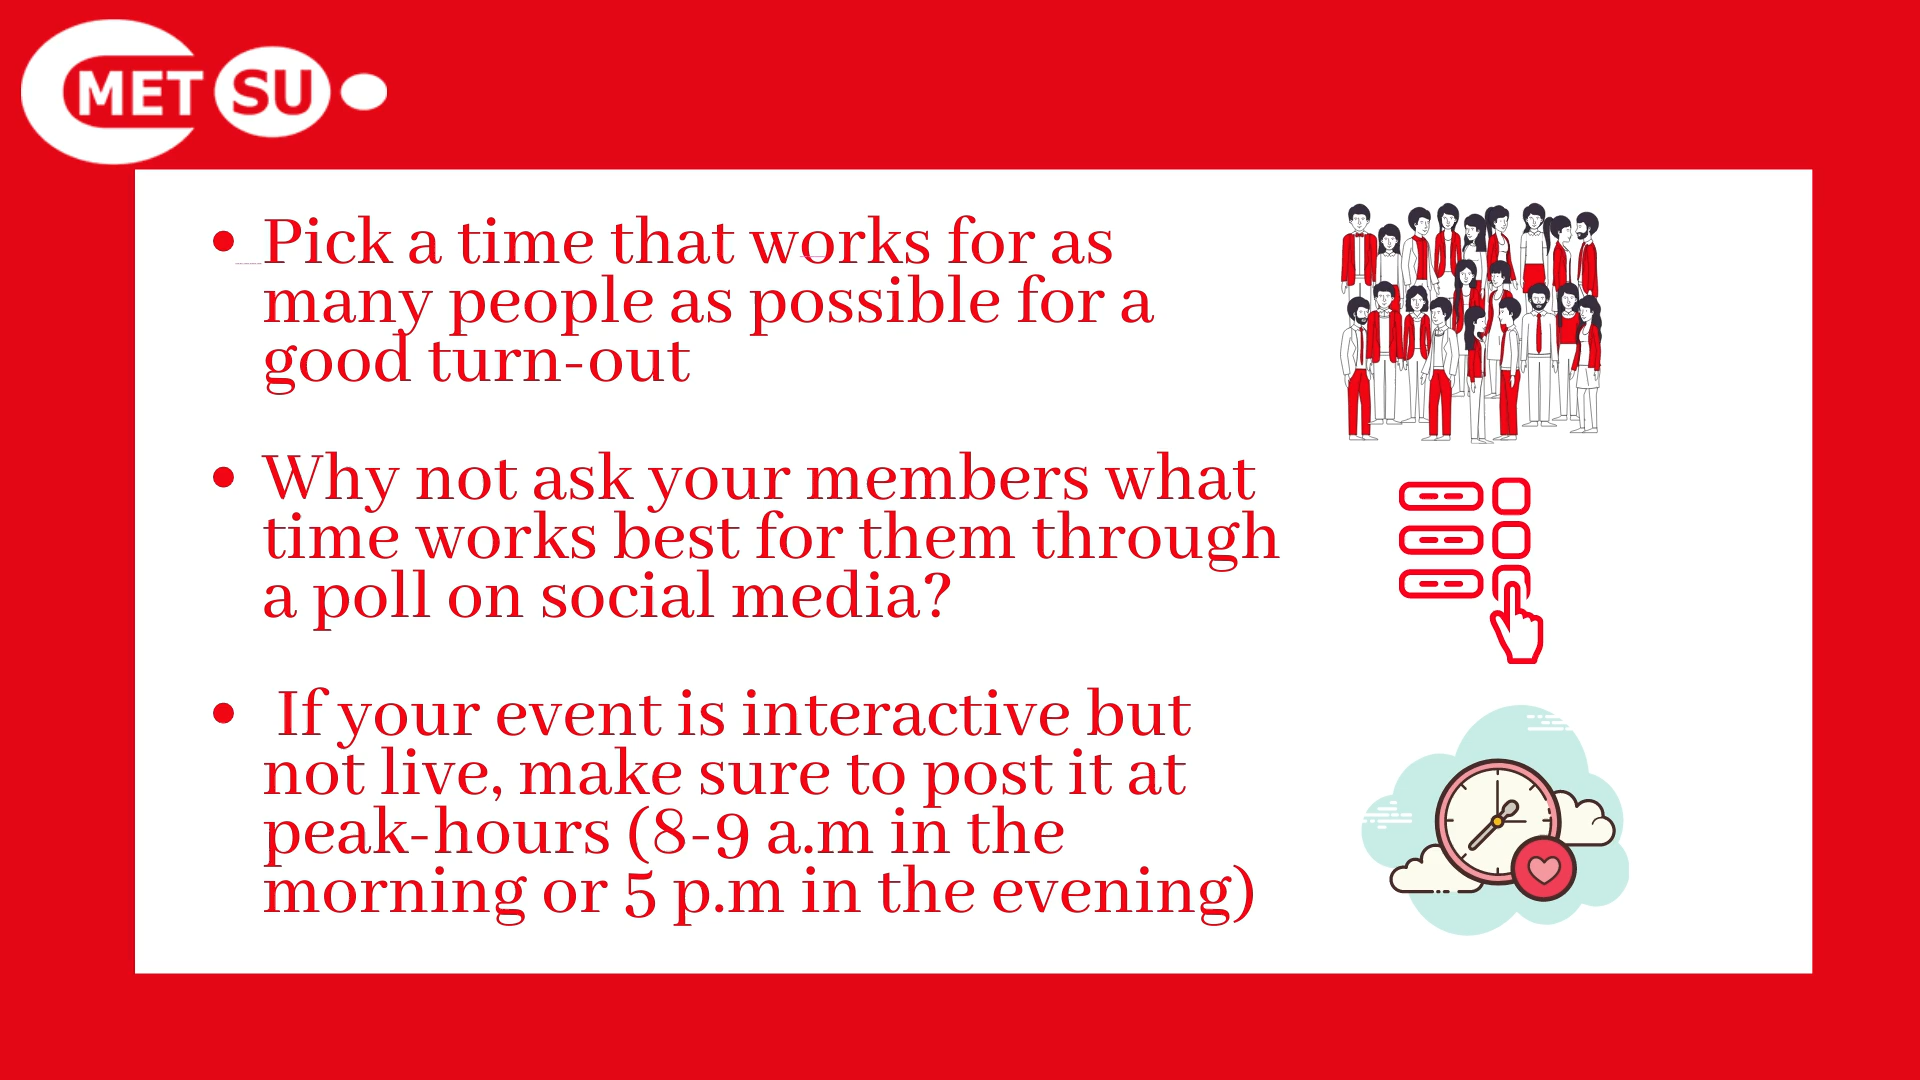 MET SU
• Pick a time that works for as
many people as possible for a
good turn-out
• Why not ask your members what
time works best for them through
a poll on social media?
• If your event is interactive but
not live, make sure to post it at
peak-hours (8-9 a.m in the
morning or 5 p.m in the evening)